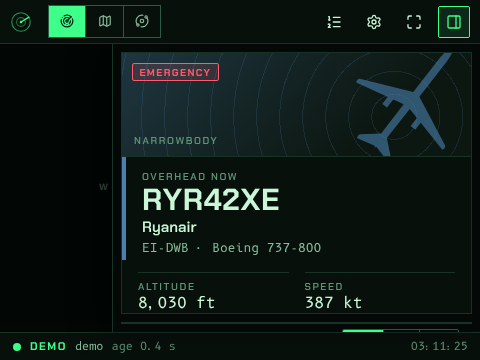 EMERGENCY
NARROWBODY
W
OVERHEAD NOW
RYR42XE
Ryanair
EI-DWB · Boeing 737-800
ALTITUDE SPEED
8,030 ft 387 kt
DEMO demo age 0.4 s 03:11:25